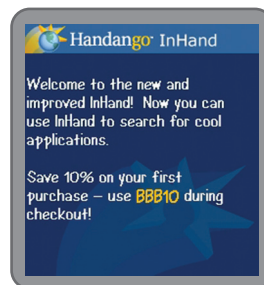 Handango InHand
Welcome to the new and
improved InHand! Now you can
use InHand to search for cool
applications.
Save 10% on your first
purchase – use BBB10 during
checkout!